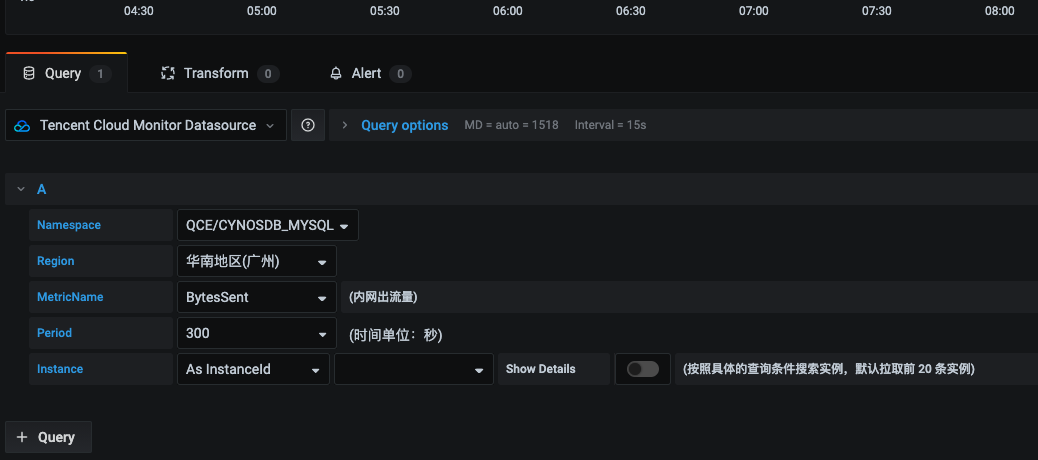 04:30 05:00 05:30 06:00 06:30 07:00 07:30 08:00
Query 1 Transform 0 Alert 0
Tencent Cloud Monitor Datasource Query options MD = auto = 1518 Interval = 15s
A
Namespace QCE/CYNOSDB_MYSQL
Region 华南地区(广州)
MetricName BytesSent (内网出流量)
Period 300 (时间单位：秒)
Instance As InstanceId Show Details (按照具体的查询条件搜索实例，默认拉取前 20 条实例)
+ Query